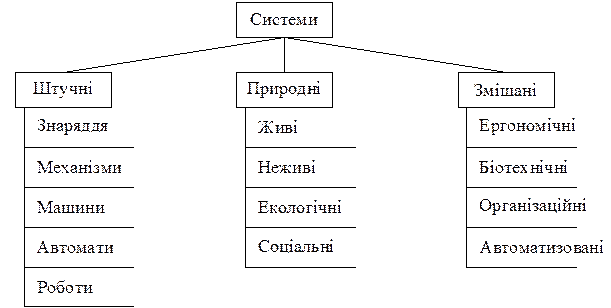 Системи
Штучні
Знаряддя
Механізми
Машини
Автомати
Роботи
Природні
Живі
Неживі
Екологічні
Соціальні
Змішані
Ергономічні
Біотехнічні
Організаційні
Автоматизовані